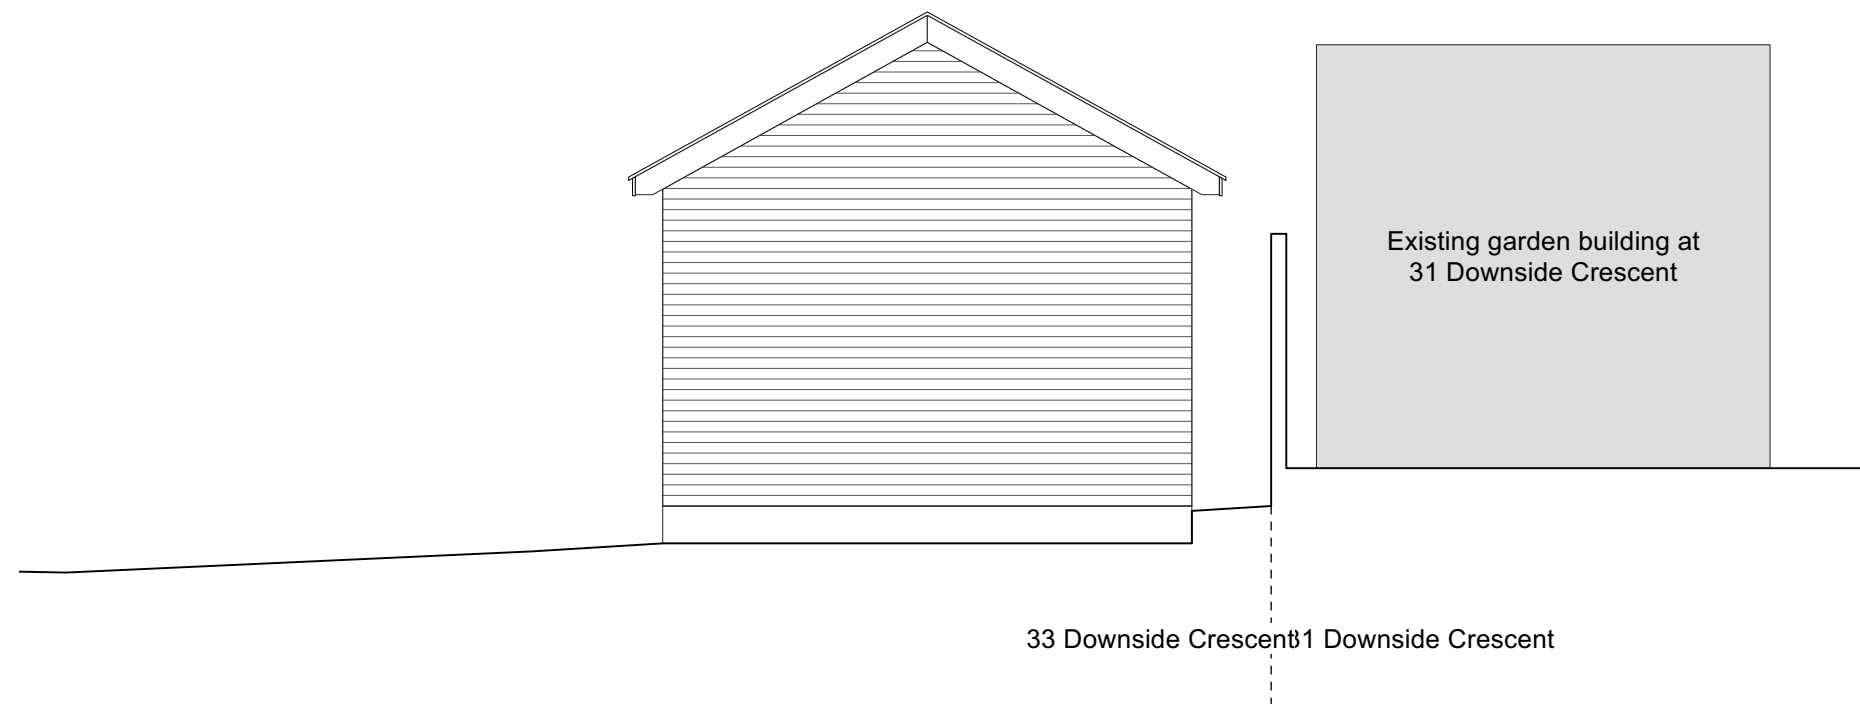 Existing garden building at
31 Downside Crescent
33 Downside Crescent 31 Downside Crescent